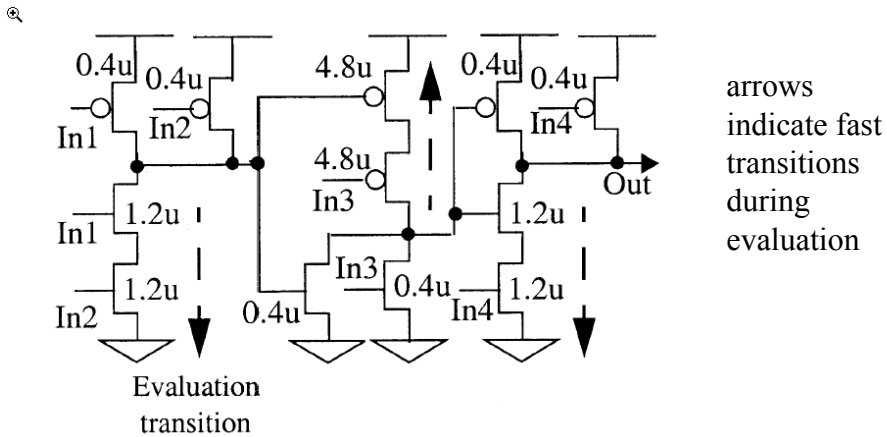 0.4u
0.4u
In1
In2
In1
1.2u
In2
1.2u
Evaluation
transition
4.8u
4.8u
In3
In3
0.4u
0.4u
0.4u
0.4u
In4
1.2u
In4
1.2u
Out
arrows
indicate fast
transitions
during
evaluation